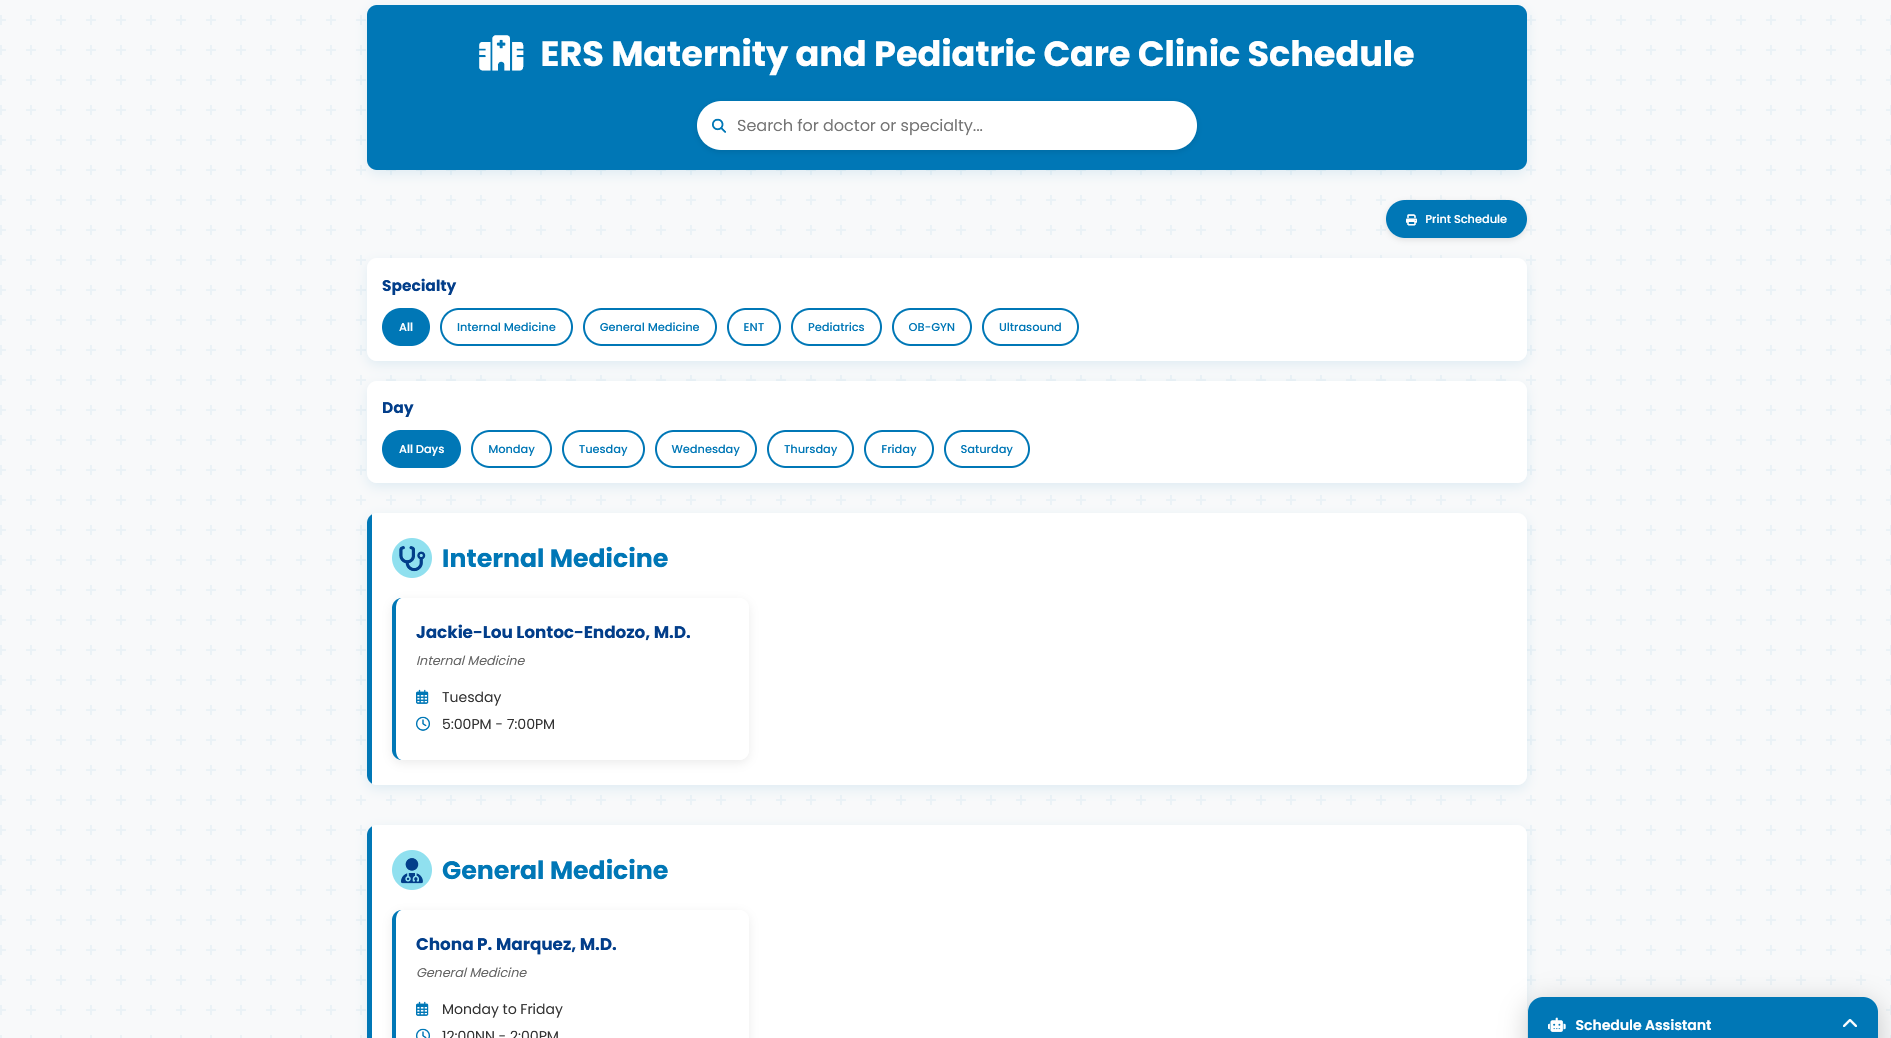 ERS Maternity and Pediatric Care Clinic Schedule
Search for doctor or specialty...
Print Schedule
Specialty
All
Internal Medicine
General Medicine
ENT
Pediatrics
OB-GYN
Ultrasound
Day
All Days
Monday
Tuesday
Wednesday
Thursday
Friday
Saturday
Internal Medicine
Jackie-Lou Lontoc-Endozo, M.D.
Internal Medicine
Tuesday
5:00PM - 7:00PM
General Medicine
Chona P. Marquez, M.D.
General Medicine
Monday to Friday
12:00NN - 2:00PM
Schedule Assistant